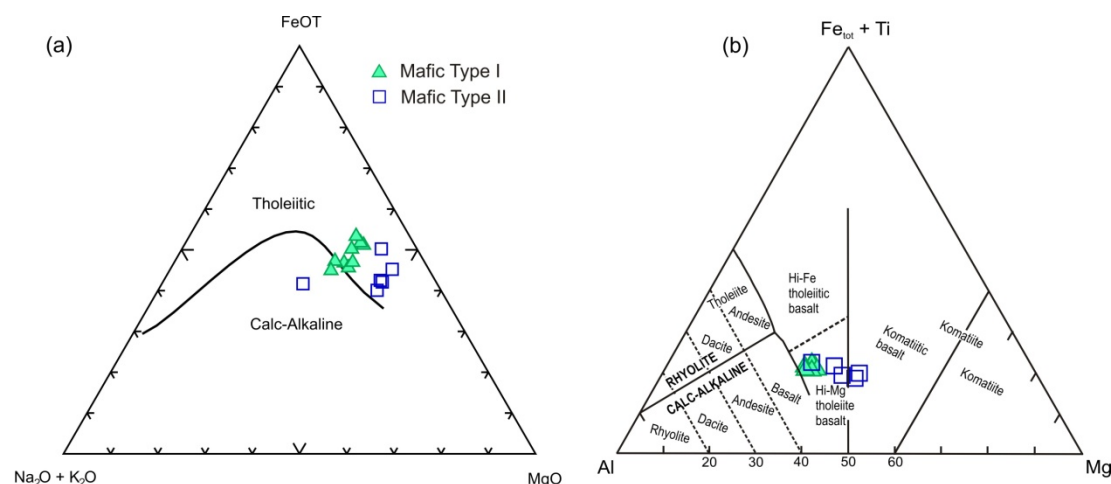 (a)
FeOT
Mafic Type I
Mafic Type II
Tholeiitic
Calc-Alkaline
Na₂O + K₂O
MgO
(b)
Feₜₒₜ + Ti
Hi-Fe
tholeiitic
basalt
Tholeiite
Andesite
Dacite
RHYOLITE
CALC-ALKALINE
Rhyolite
Dacite
Andesite
Basalt
Hi-Mg
tholeiite
basalt
Komatiitic
basalt
Komatiite
Komatiite
Al
20
30
40
50
60
Mg